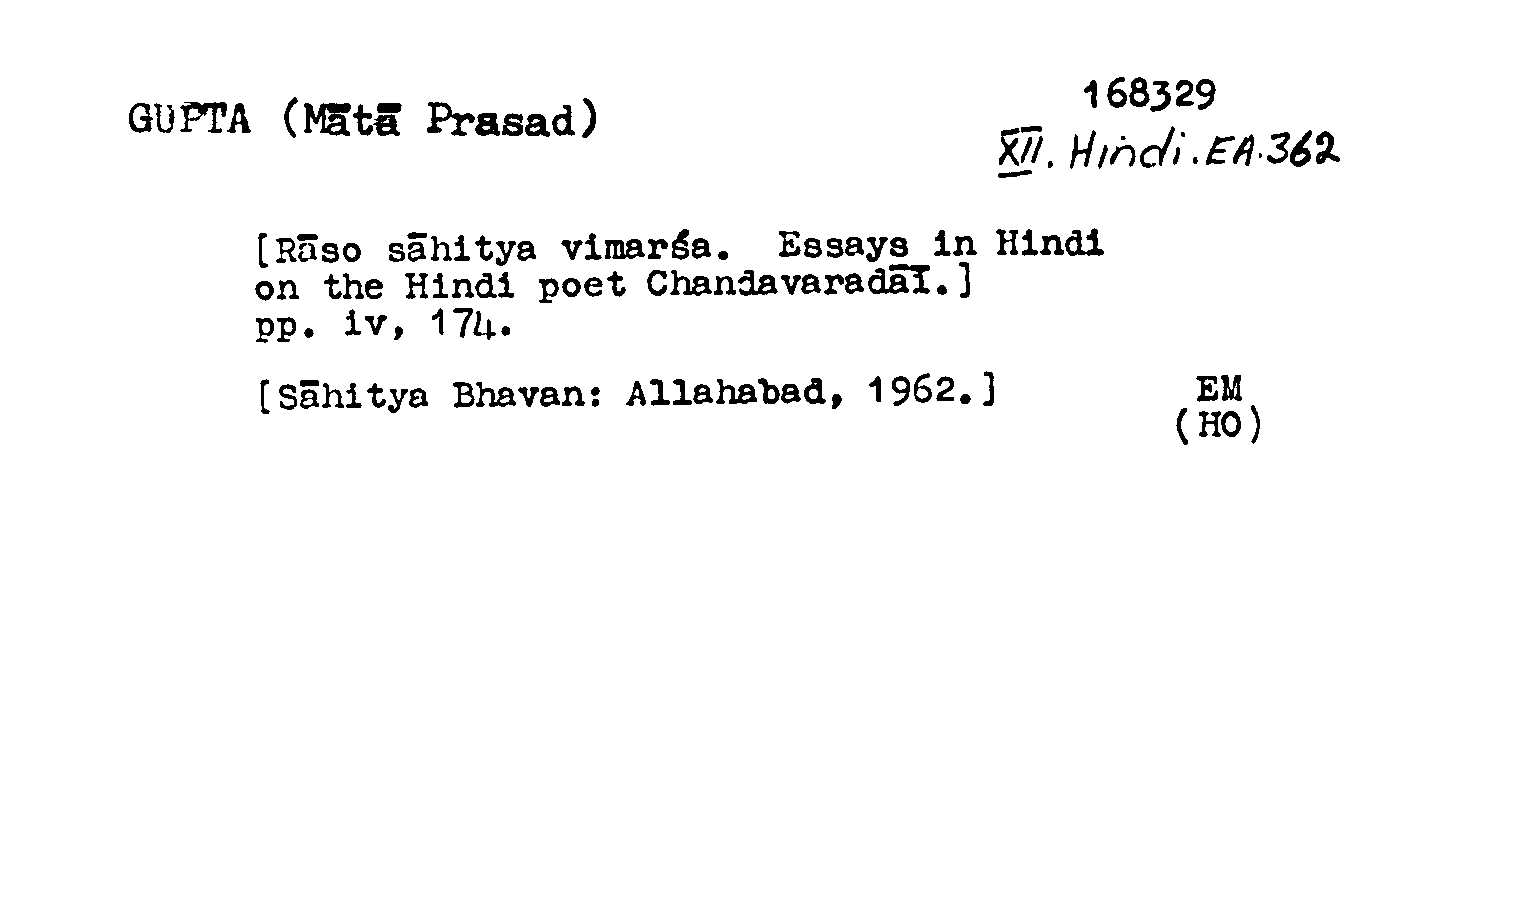 GUPTA (Mātā Prasad)
168329
XII. Hindi. EA. 362
[Rāso sāhitya vimarśa. Essays in Hindi
on the Hindi poet Chandavaradāī.]
pp. iv, 174.
[Sāhitya Bhavan: Allahabad, 1962.]
EM
(HO)